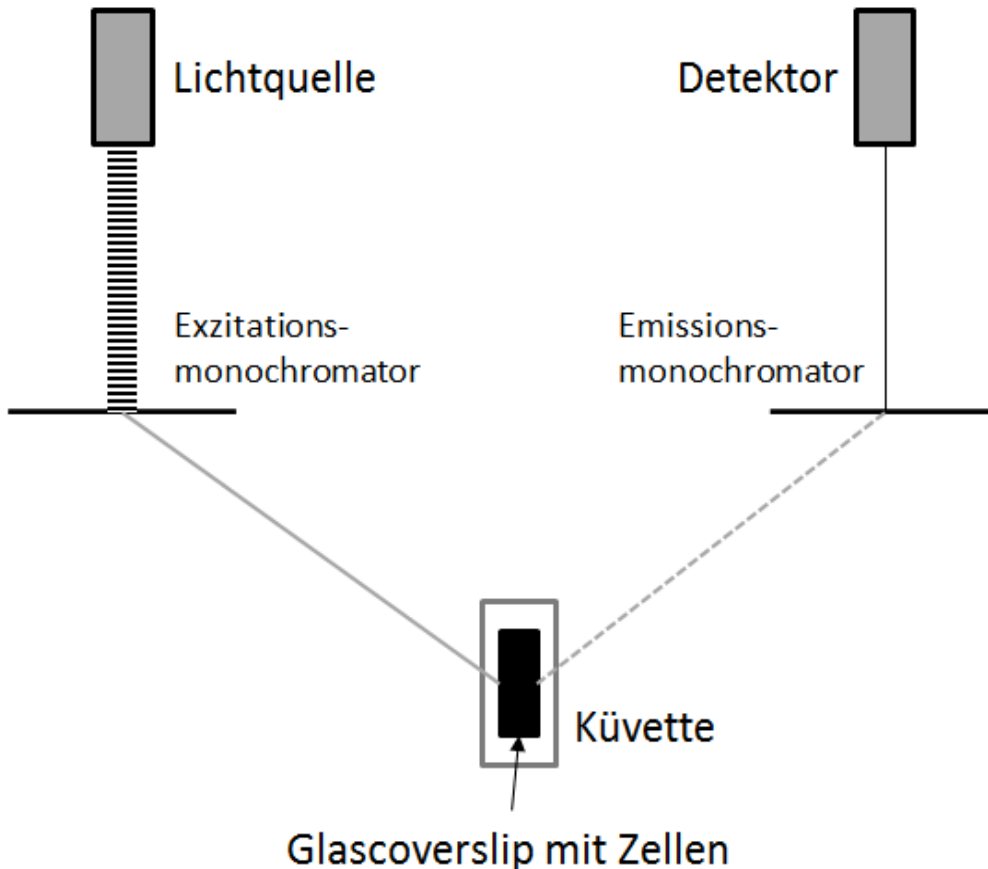 Lichtquelle
Detektor
Exzitations-
monochromator
Emissions-
monochromator
Küvette
Glascoverslip mit Zellen